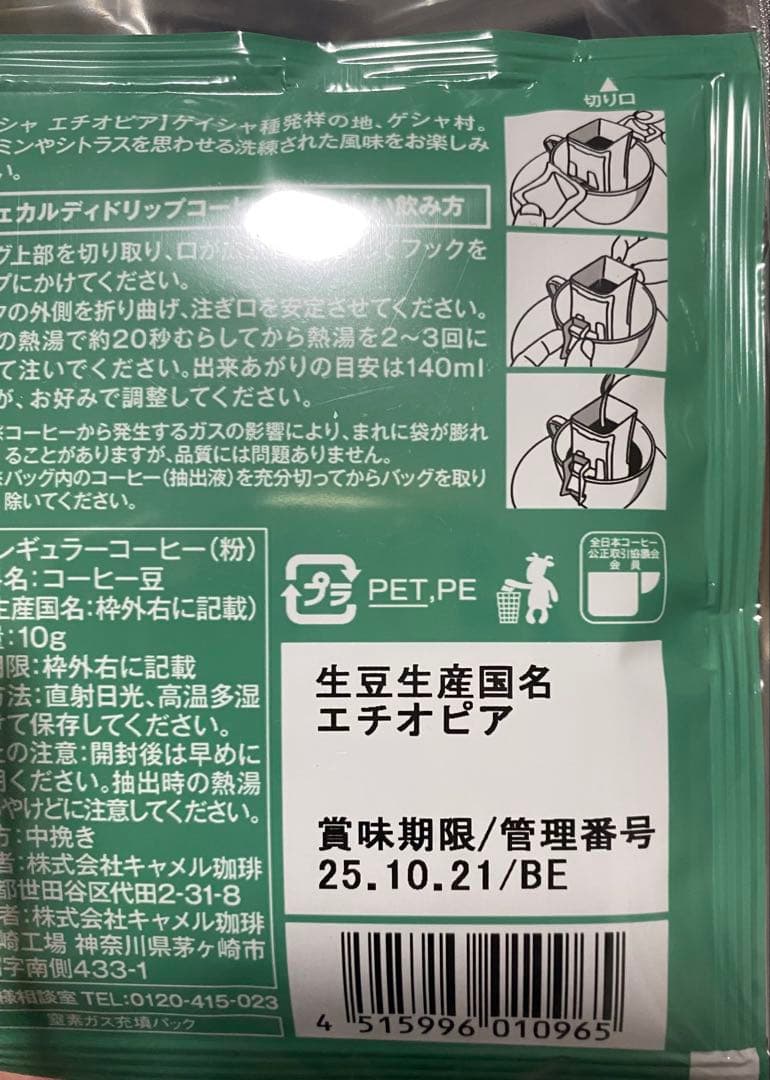 切り口
シャ エチオピア】ゲイシャ種発祥の地、ゲシャ村。
ミンやシトラスを思わせる洗練された風味をお楽しみ
い。
ェカルディドリップコーヒ い飲み方
グ上部を切り取り、口が広 てフックを
プにかけてください。
クの外側を折り曲げ、注ぎ口を安定させてください。
の熱湯で約20秒むらしてから熱湯を2〜3回に
て注いでください。出来あがりの目安は140ml
が、お好みで調整してください。
※コーヒーから発生するガスの影響により、まれに袋が膨れ
ることがありますが、品質には問題ありません。
※バッグ内のコーヒー(抽出液)を充分切ってからバッグを取り
除いてください。
レギュラーコーヒー(粉)
名:コーヒー豆
生産国名:枠外右に記載)
量:10g
期限:枠外右に記載
方法:直射日光、高温多湿
けて保存してください。
上の注意:開封後は早めに
用ください。抽出時の熱湯
やけどに注意してください。
方:中挽き
者:株式会社キャメル珈琲
都世田谷区代田2-31-8
者:株式会社キャメル珈琲
崎工場 神奈川県茅ヶ崎市
字南側433-1
様相談室 TEL:0120-415-023
窒素ガス充填パック
プラ
PET,PE
全日本コーヒー
公正取引協議会
会 員
生豆生産国名
エチオピア
賞味期限/管理番号
25.10.21/BE
4 515996 010965